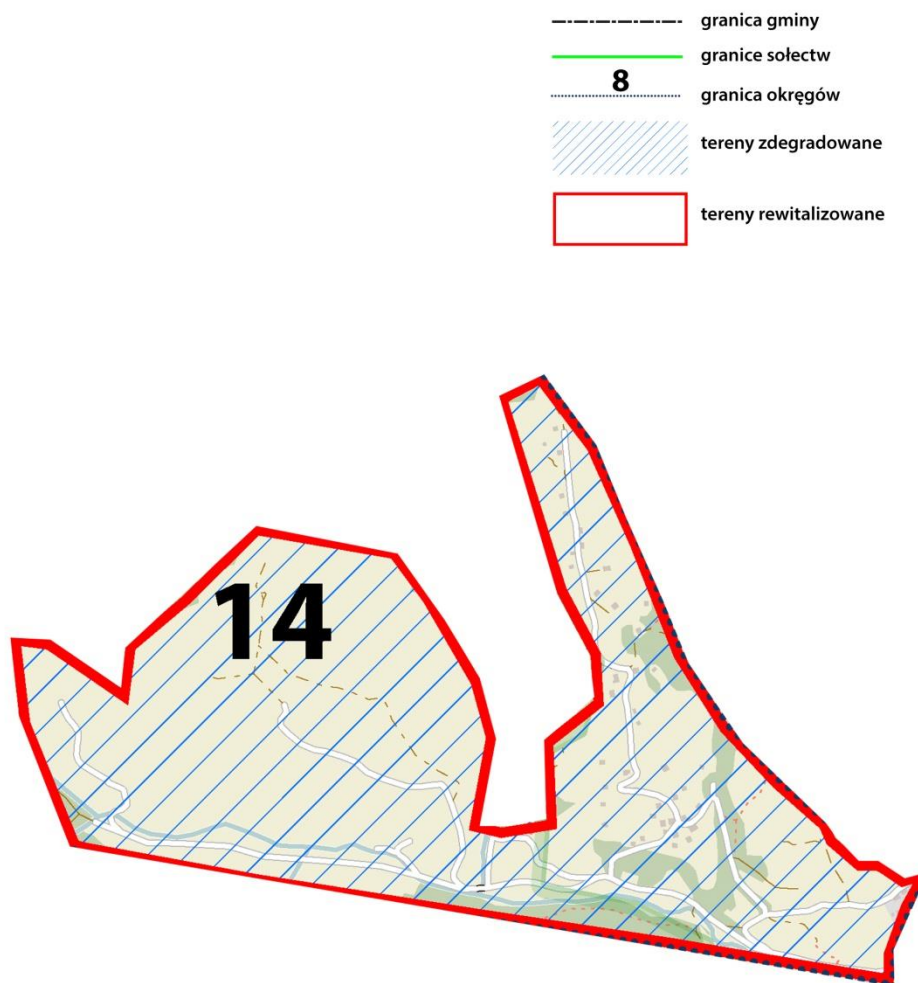 granica gminy
granice sołectw
8
granica okręgów
tereny zdegradowane
tereny rewitalizowane
14